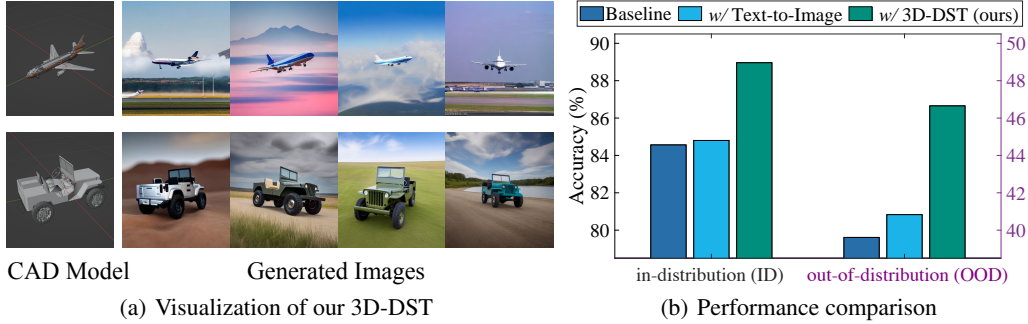 CAD Model
Generated Images
(a) Visualization of our 3D-DST
Baseline
w/ Text-to-Image
w/ 3D-DST (ours)
Accuracy (%)
90
88
86
84
82
80
50
48
46
44
42
40
in-distribution (ID)
out-of-distribution (OOD)
(b) Performance comparison